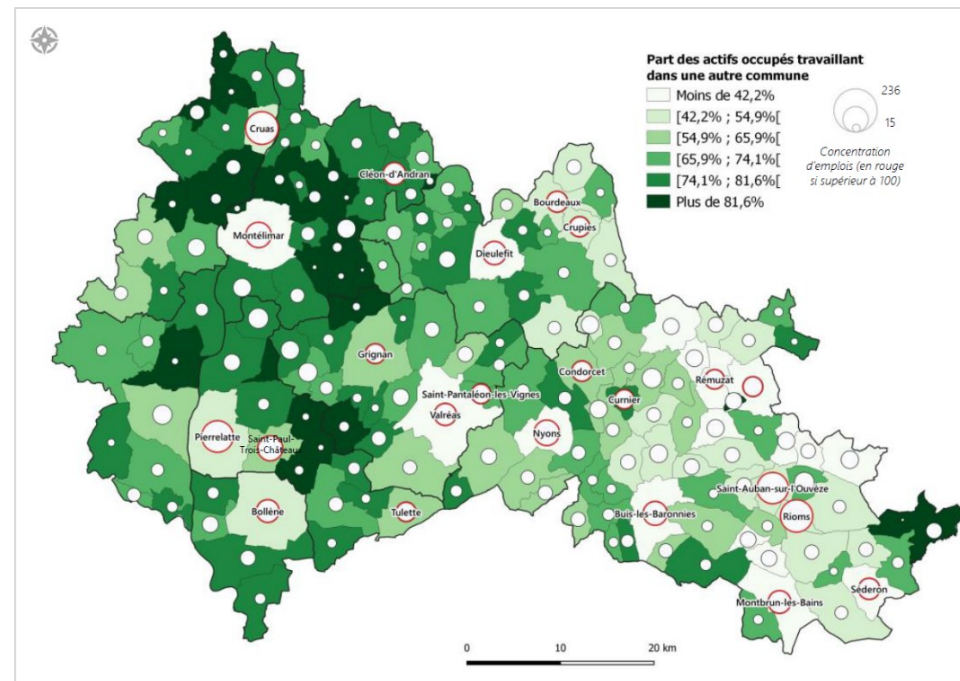 Part des actifs occupés travaillant
dans une autre commune
Moins de 42,2%
[42,2% ; 54,9%[
[54,9% ; 65,9%[
[65,9% ; 74,1%[
[74,1% ; 81,6%[
Plus de 81,6%
236
15
Concentration
d'emplois (en rouge
si supérieur à 100)
Cruas
Cléon-d'Andran
Bourdeaux
Crupies
Montélimar
Dieulefit
Grignan
Condorcet
Rémuzat
Saint-Pantaléon-les-Vignes
Curnier
Valréas
Nyons
Pierrelatte
Saint-Paul-
Trois-Château
Saint-Auban-sur-l'Ouvèze
Bollène
Tulette
Buis-les-Baronnies
Rioms
Séderon
Montbrun-les-Bains
0 10 20 km